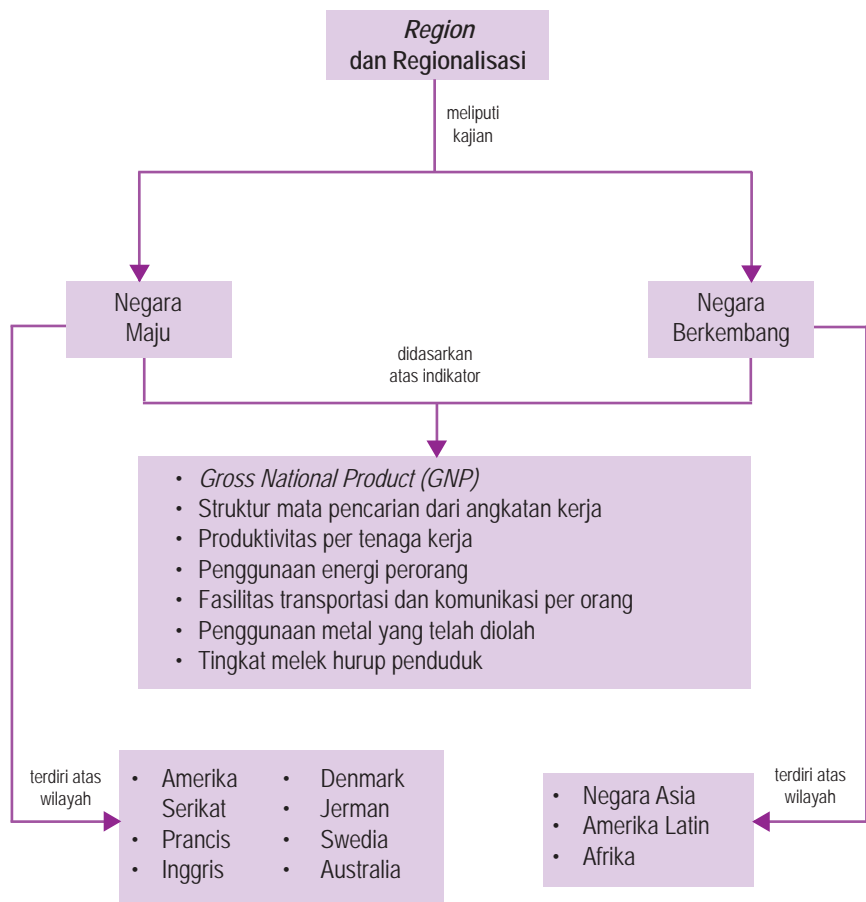 Region
dan Regionalisasi
meliputi
kajian
Negara
Maju
Negara
Berkembang
didasarkan
atas indikator
• Gross National Product (GNP)
• Struktur mata pencarian dari angkatan kerja
• Produktivitas per tenaga kerja
• Penggunaan energi perorang
• Fasilitas transportasi dan komunikasi per orang
• Penggunaan metal yang telah diolah
• Tingkat melek hurup penduduk
terdiri atas
wilayah
• Amerika
Serikat
• Prancis
• Inggris
• Denmark
• Jerman
• Swedia
• Australia
• Negara Asia
• Amerika Latin
• Afrika
terdiri atas
wilayah